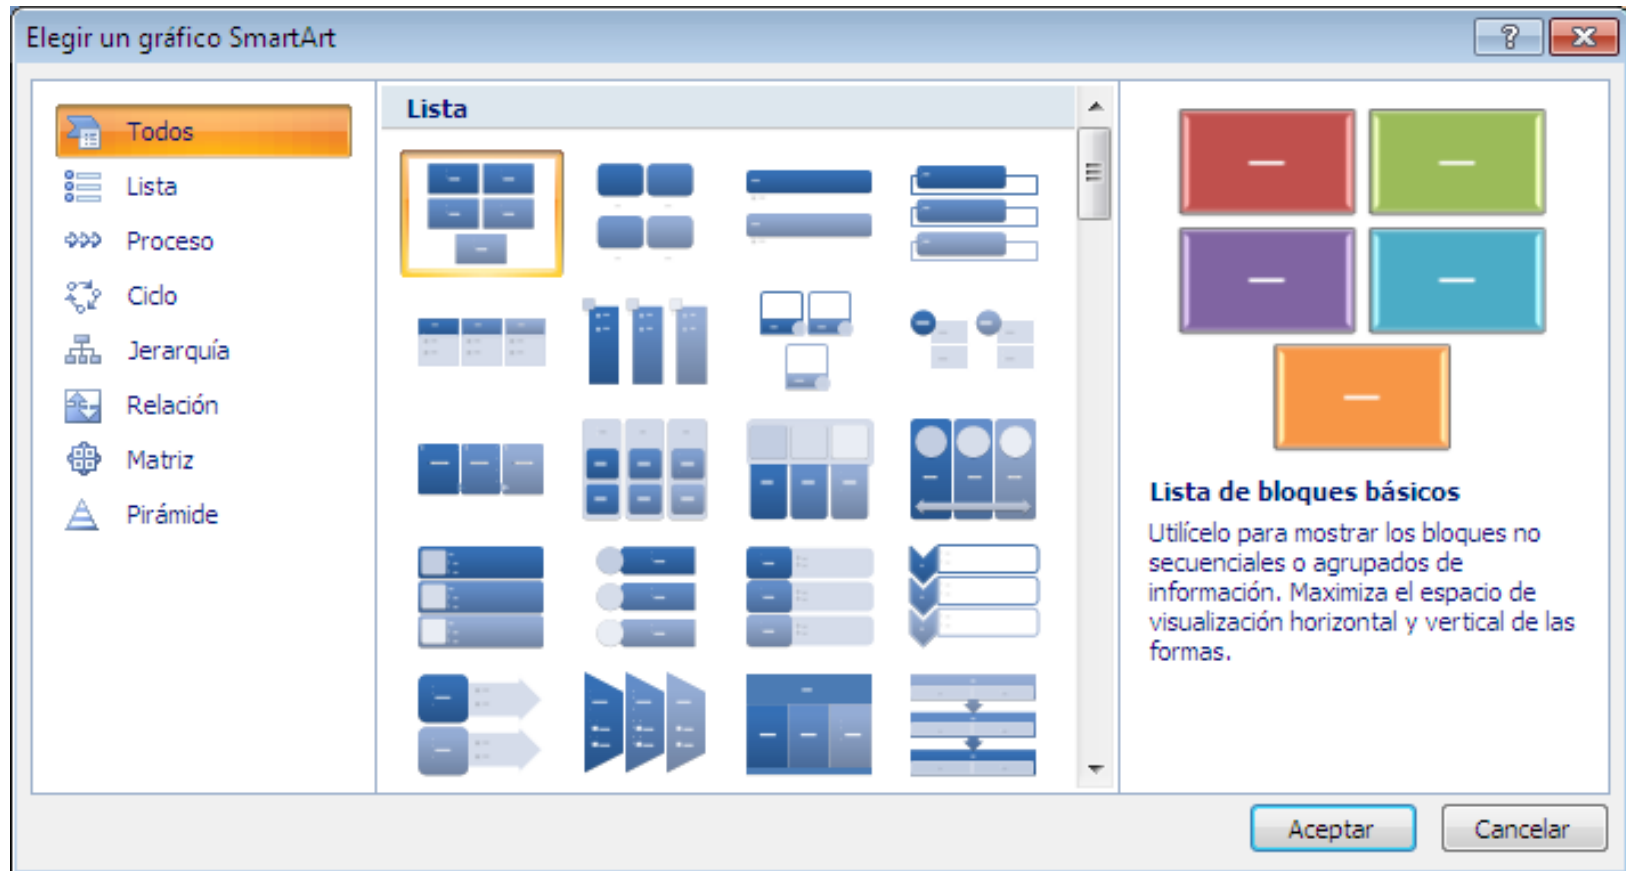 Elegir un gráfico SmartArt
Todos
Lista
Proceso
Ciclo
Jerarquía
Relación
Matriz
Pirámide
Lista
Lista de bloques básicos
Utilícelo para mostrar los bloques no
secuenciales o agrupados de
información. Maximiza el espacio de
visualización horizontal y vertical de las
formas.
Aceptar
Cancelar